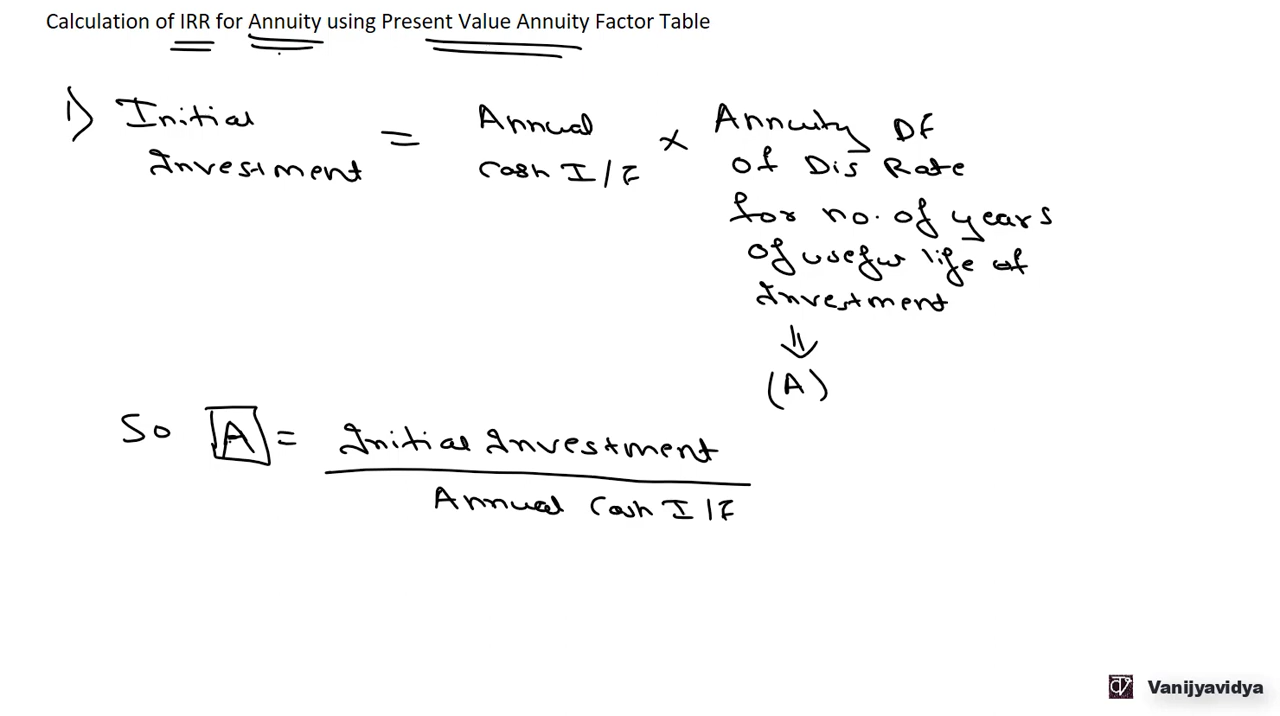 Calculation of IRR for Annuity using Present Value Annuity Factor Table
1) Initial Investment = Annual Cash I/F × Annuity DF
of Dis Rate
for no. of years
of useful life of
Investment
⇓
(A)
So A = Initial Investment
Annual Cash I/F
Vanijyavidya